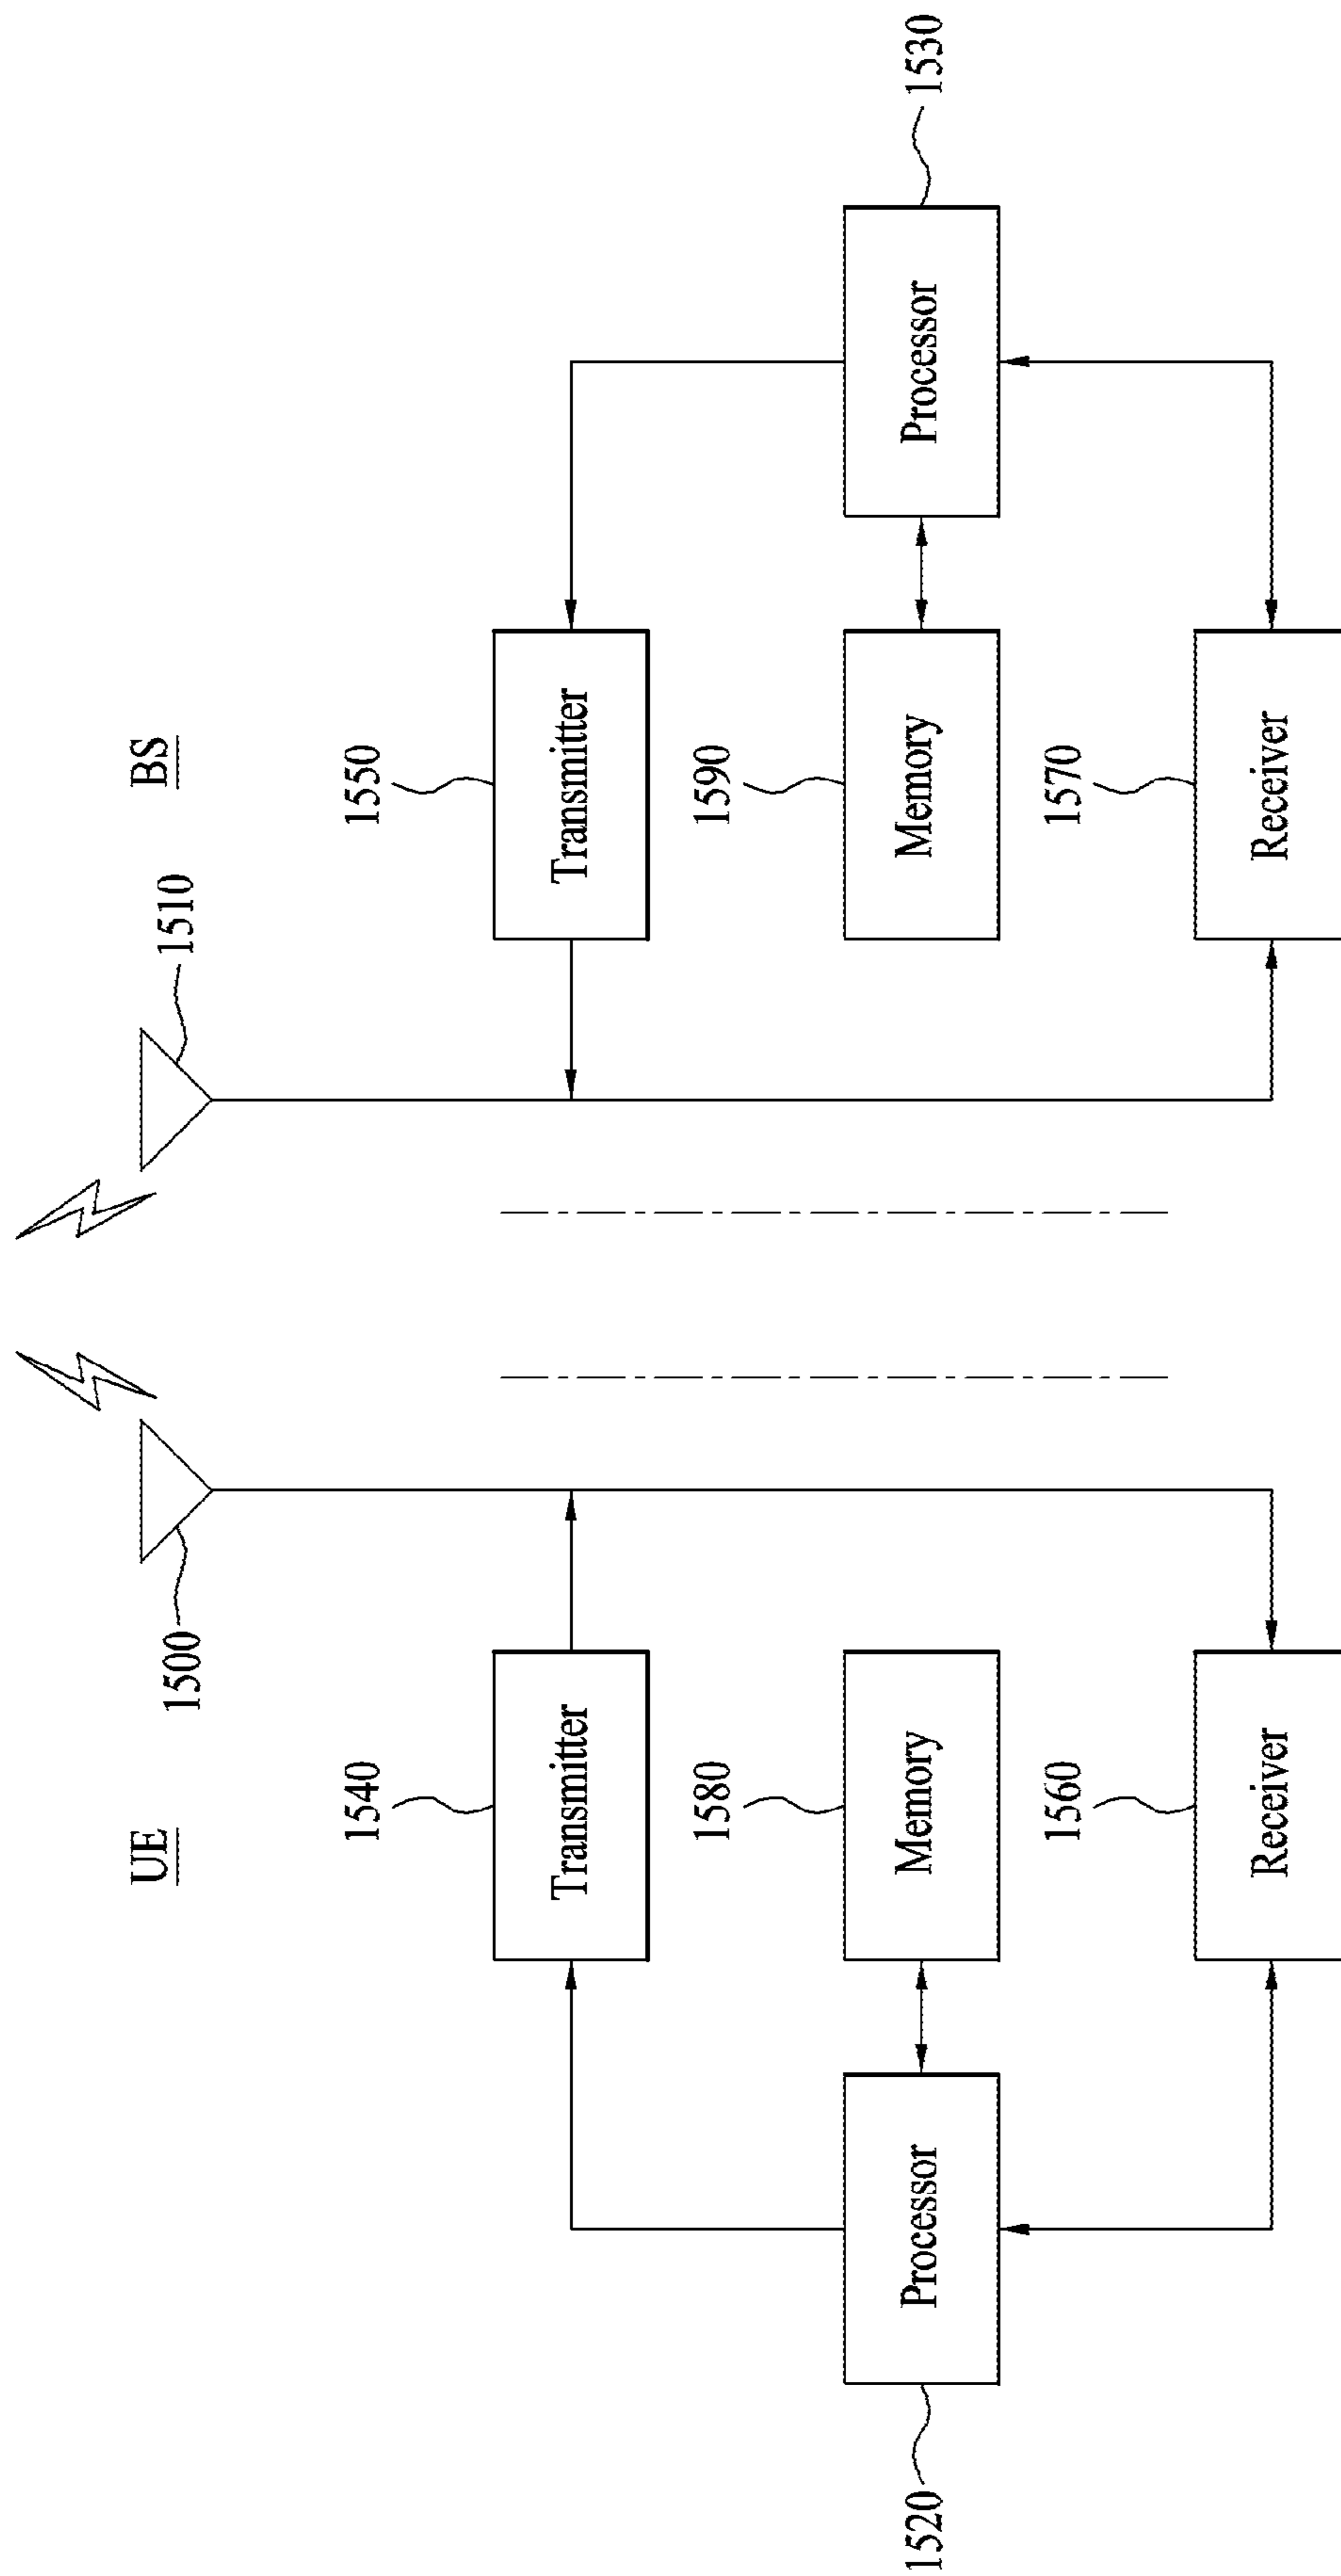 UE
BS
1500
1510
1540
Transmitter
1550
Transmitter
1520
Processor
1580
Memory
1590
Memory
Processor
1530
1560
Receiver
1570
Receiver